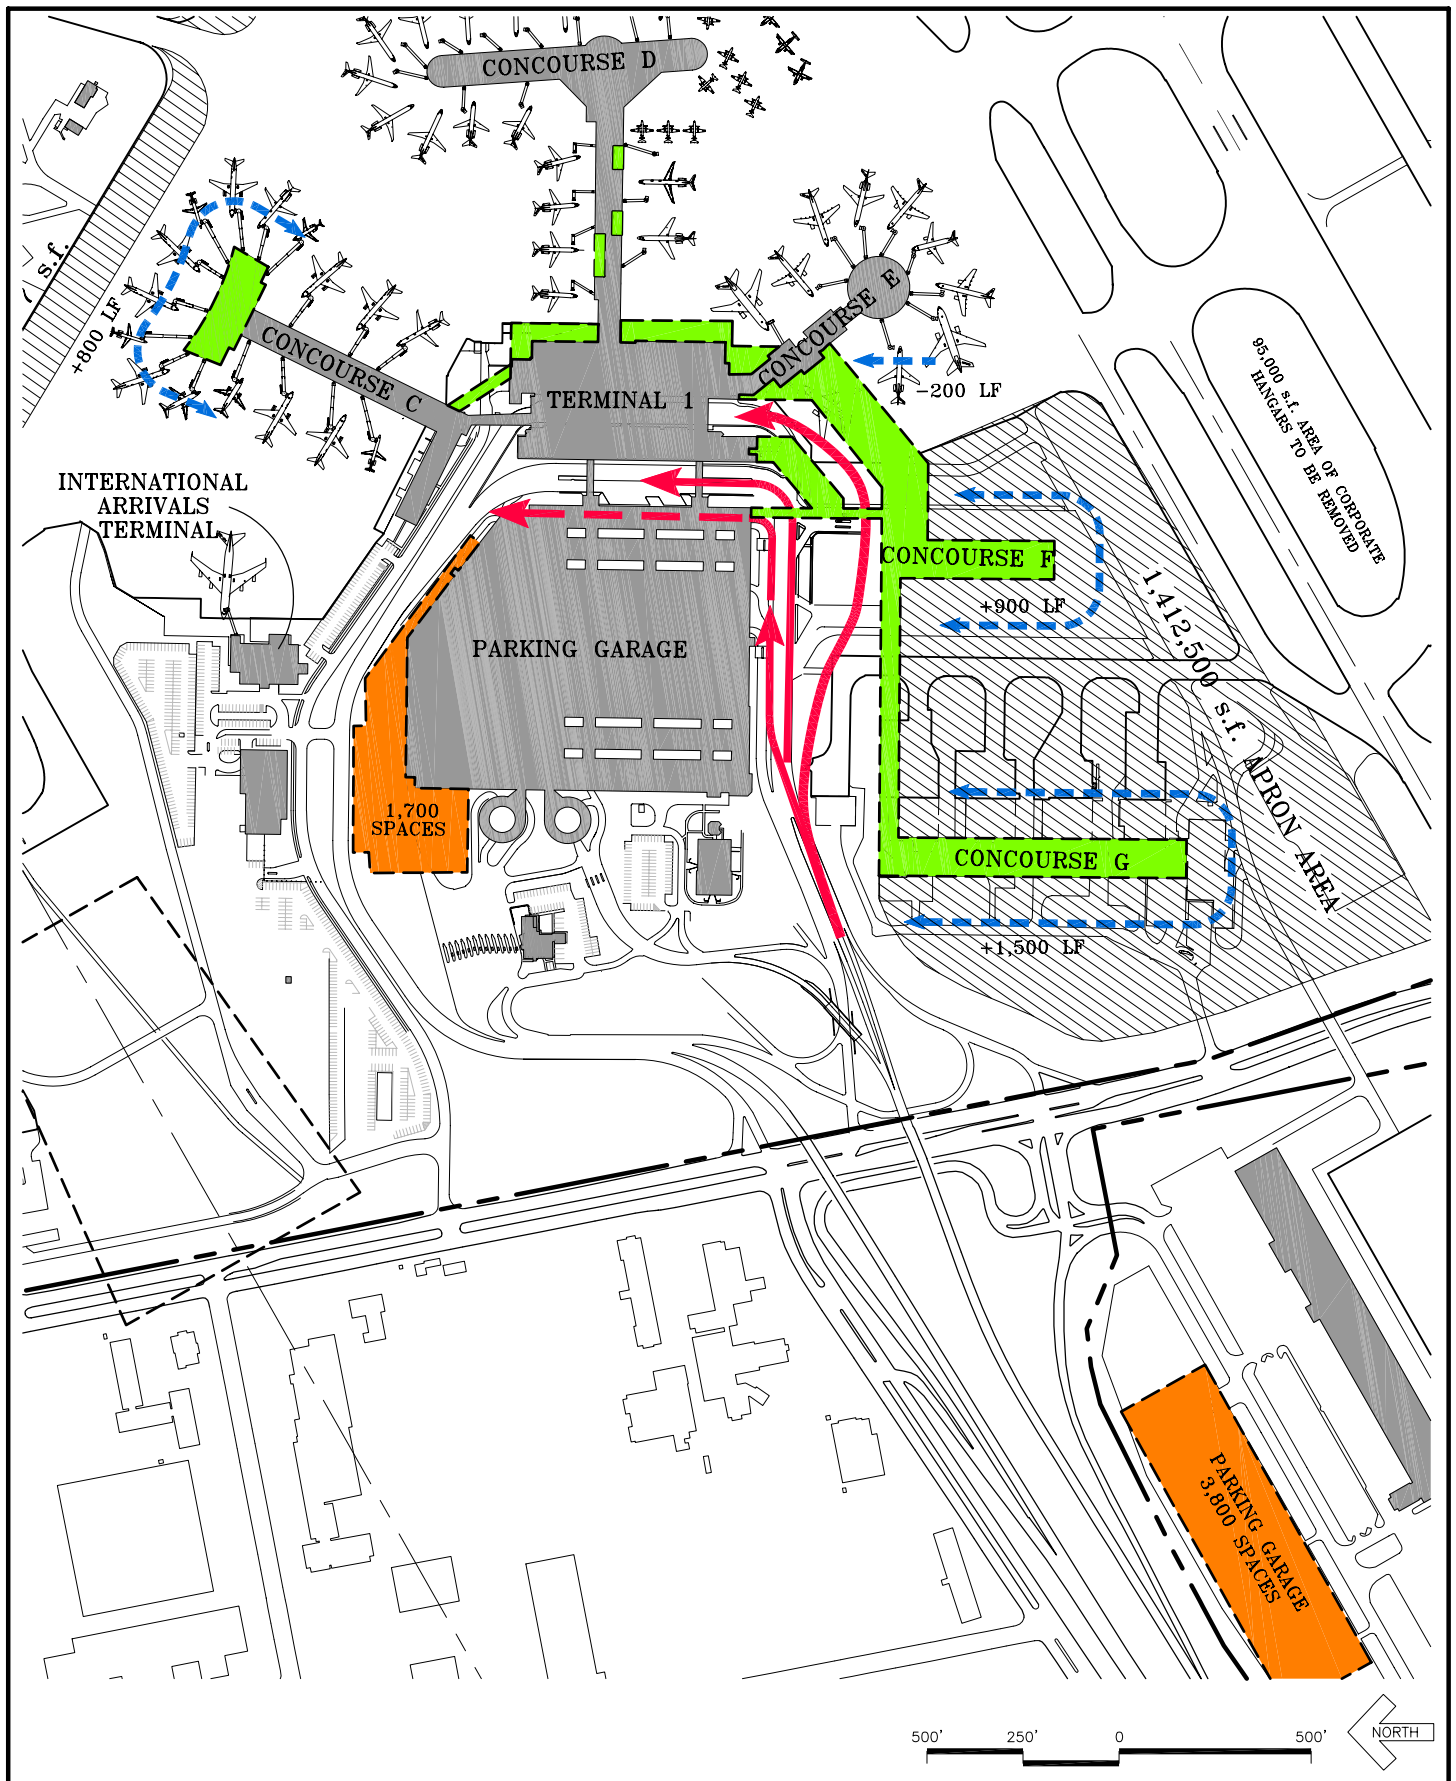 CONCOURSE D
s.f.
+800 LF
CONCOURSE C
CONCOURSE E
-200 LF
TERMINAL 1
95,000 s.f. AREA OF CORPORATE
HANGARS TO BE REMOVED
INTERNATIONAL
ARRIVALS
TERMINAL
CONCOURSE F
+900 LF
1,412,500 s.f. APRON AREA
PARKING GARAGE
1,700
SPACES
CONCOURSE G
+1,500 LF
PARKING GARAGE
3,800 SPACES
500' 250' 0 500'
NORTH